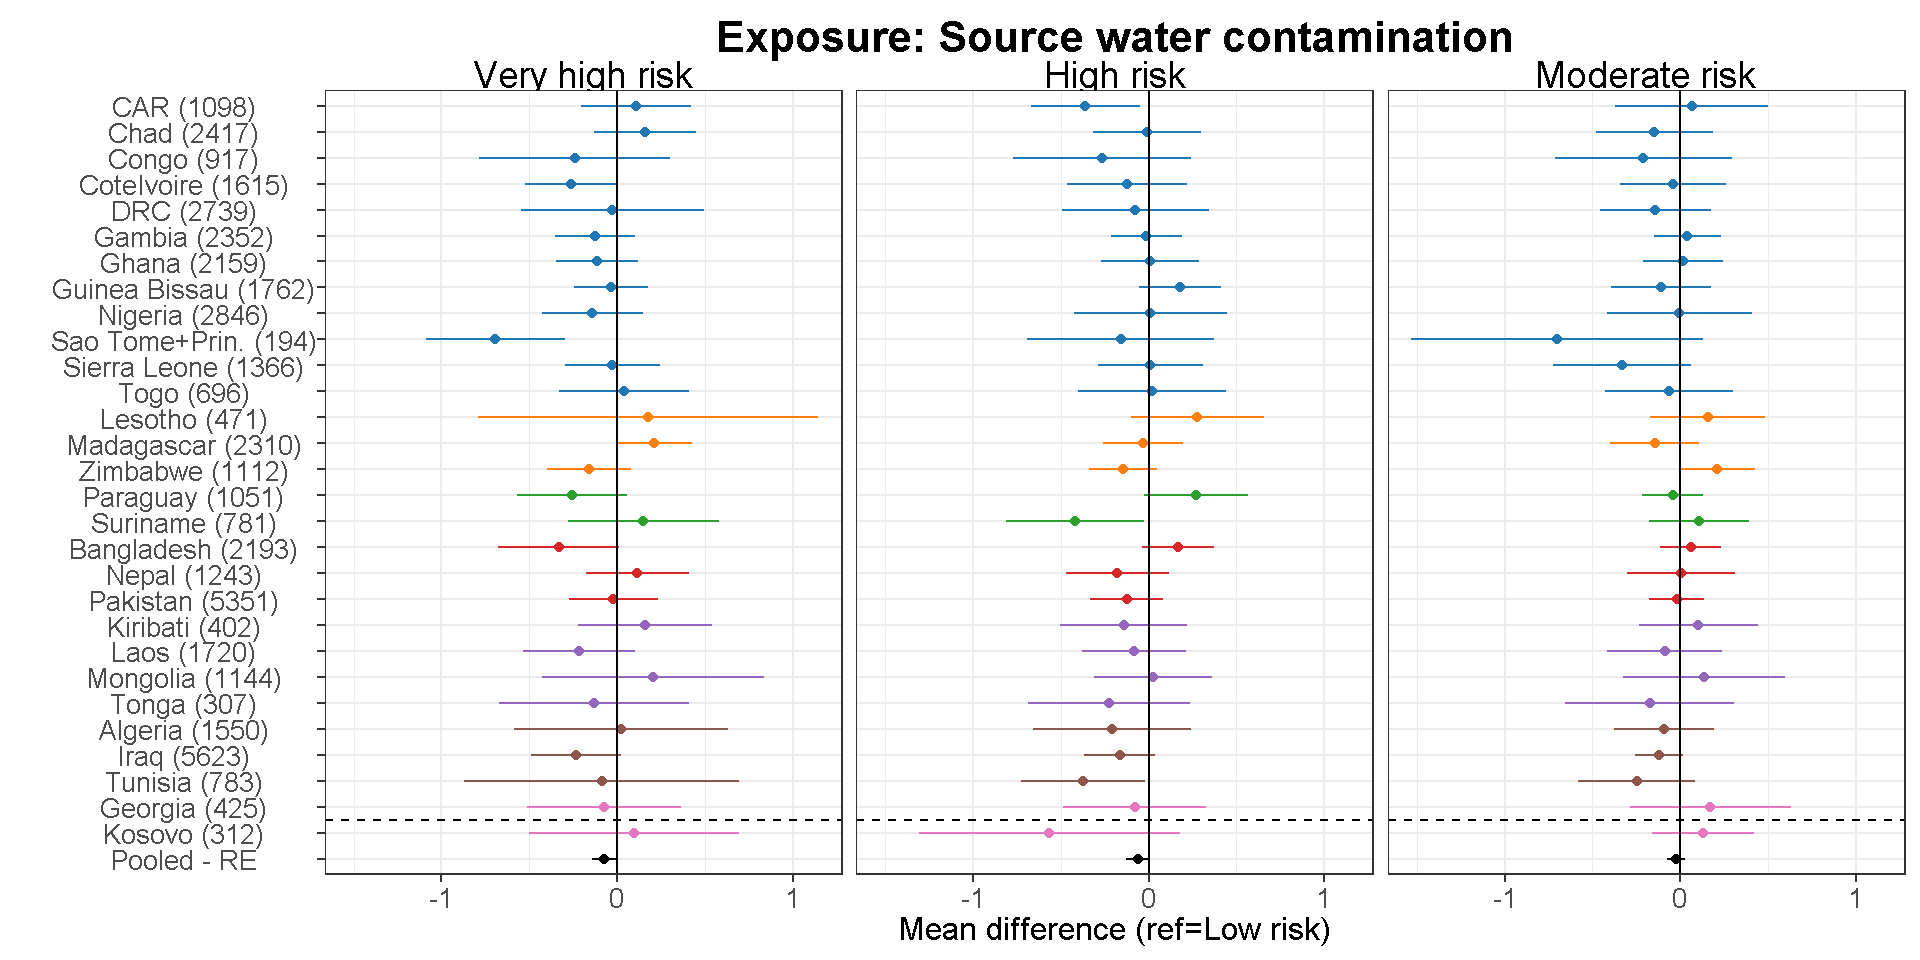 Exposure: Source water contamination
Very high risk
High risk
Moderate risk
CAR (1098)
Chad (2417)
Congo (917)
CoteIvoire (1615)
DRC (2739)
Gambia (2352)
Ghana (2159)
Guinea Bissau (1762)
Nigeria (2846)
Sao Tome+Prin. (194)
Sierra Leone (1366)
Togo (696)
Lesotho (471)
Madagascar (2310)
Zimbabwe (1112)
Paraguay (1051)
Suriname (781)
Bangladesh (2193)
Nepal (1243)
Pakistan (5351)
Kiribati (402)
Laos (1720)
Mongolia (1144)
Tonga (307)
Algeria (1550)
Iraq (5623)
Tunisia (783)
Georgia (425)
Kosovo (312)
Pooled - RE
-1 0 1 -1 0 1 -1 0 1
Mean difference (ref=Low risk)